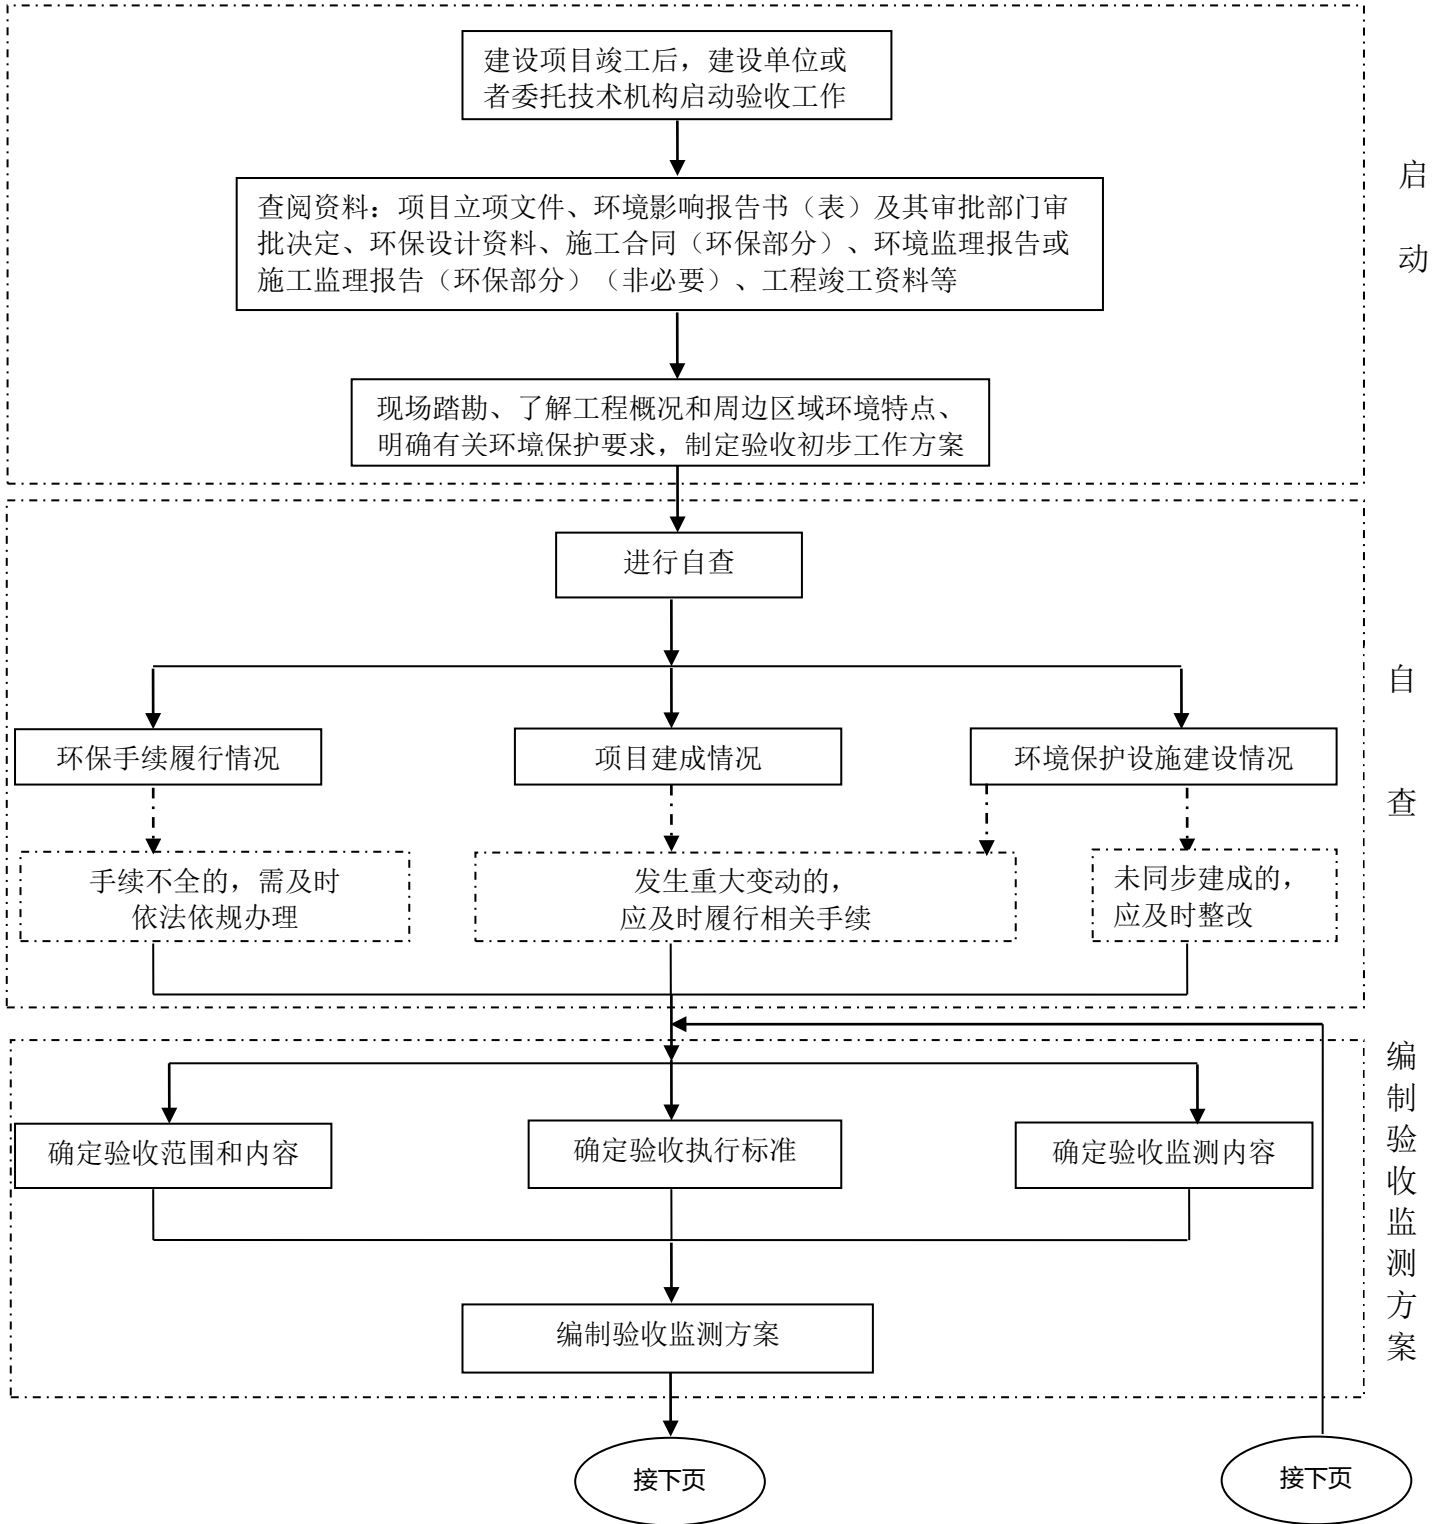 建设项目竣工后，建设单位或
者委托技术机构启动验收工作
启
动
查阅资料：项目立项文件、环境影响报告书（表）及其审批部门审
批决定、环保设计资料、施工合同（环保部分）、环境监理报告或
施工监理报告（环保部分）（非必要）、工程竣工资料等
现场踏勘、了解工程概况和周边区域环境特点、
明确有关环境保护要求，制定验收初步工作方案
进行自查
自
查
环保手续履行情况
项目建成情况
环境保护设施建设情况
手续不全的，需及时
依法依规办理
发生重大变动的，
应及时履行相关手续
未同步建成的，
应及时整改
编
制
验
收
监
测
方
案
确定验收范围和内容
确定验收执行标准
确定验收监测内容
编制验收监测方案
接下页
接下页